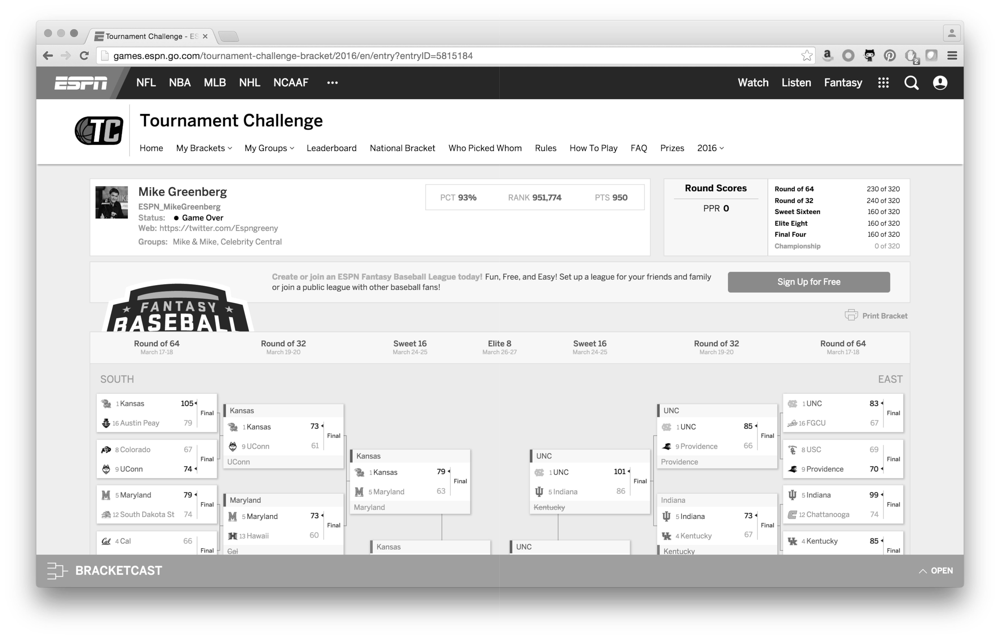 Tournament Challenge - ES
games.espn.go.com/tournament-challenge-bracket/2016/en/entry?entryID=5815184
2
ESPN NFL NBA MLB NHL NCAAF ••• Watch Listen Fantasy
TC
Tournament Challenge
Home My Brackets My Groups Leaderboard National Bracket Who Picked Whom Rules How To Play FAQ Prizes 2016
Mike Greenberg
ESPN_MikeGreenberg
Status: ● Game Over
Web: https://twitter.com/Espngreeny
Groups: Mike & Mike, Celebrity Central
PCT 93% RANK 951,774 PTS 950
Round Scores
PPR 0
Round of 64 230 of 320
Round of 32 240 of 320
Sweet Sixteen 160 of 320
Elite Eight 160 of 320
Final Four 160 of 320
Championship 0 of 320
Create or join an ESPN Fantasy Baseball League today! Fun, Free, and Easy! Set up a league for your friends and family
or join a public league with other baseball fans!
Sign Up for Free
FANTASY
BASEBALL
Print Bracket
Round of 64 Round of 32 Sweet 16 Elite 8 Sweet 16 Round of 32 Round of 64
March 17-18 March 19-20 March 24-25 March 26-27 March 24-25 March 19-20 March 17-18
SOUTH
1 Kansas 105
Final
16 Austin Peay 79
8 Colorado 67
Final
9 UConn 74
5 Maryland 79
Final
12 South Dakota St 74
4 Cal 66
Final
Kansas
1 Kansas 73
Final
9 UConn 61
UConn
Maryland
5 Maryland 73
Final
13 Hawaii 60
Cal
Kansas
1 Kansas 79
Final
5 Maryland 63
Maryland
Kansas
UNC
1 UNC 101
Final
5 Indiana 86
Kentucky
UNC
UNC
1 UNC 85
Final
9 Providence 66
Providence
Indiana
5 Indiana 73
Final
4 Kentucky 67
Kentucky
EAST
1 UNC 83
Final
16 FGCU 67
8 USC 69
Final
9 Providence 70
5 Indiana 99
Final
12 Chattanooga 74
4 Kentucky 85
Final
BRACKETCAST
OPEN